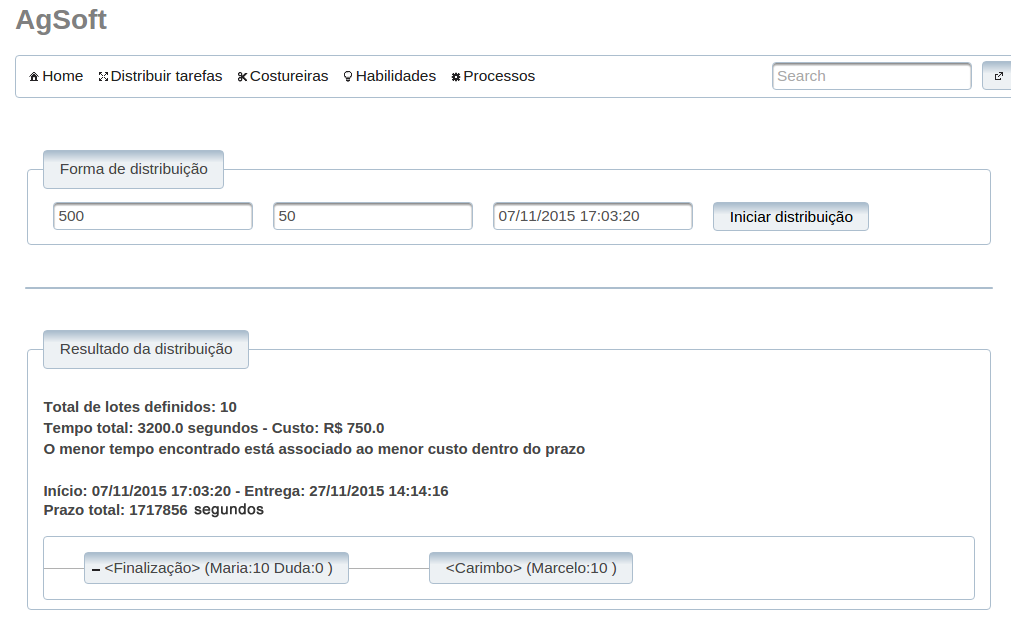 AgSoft
Home Distribuir tarefas Costureiras Habilidades Processos Search
Forma de distribuição
500 50 07/11/2015 17:03:20 Iniciar distribuição
Resultado da distribuição
Total de lotes definidos: 10
Tempo total: 3200.0 segundos - Custo: R$ 750.0
O menor tempo encontrado está associado ao menor custo dentro do prazo
Início: 07/11/2015 17:03:20 - Entrega: 27/11/2015 14:14:16
Prazo total: 1717856 segundos
<Finalização> (Maria:10 Duda:0 ) <Carimbo> (Marcelo:10 )